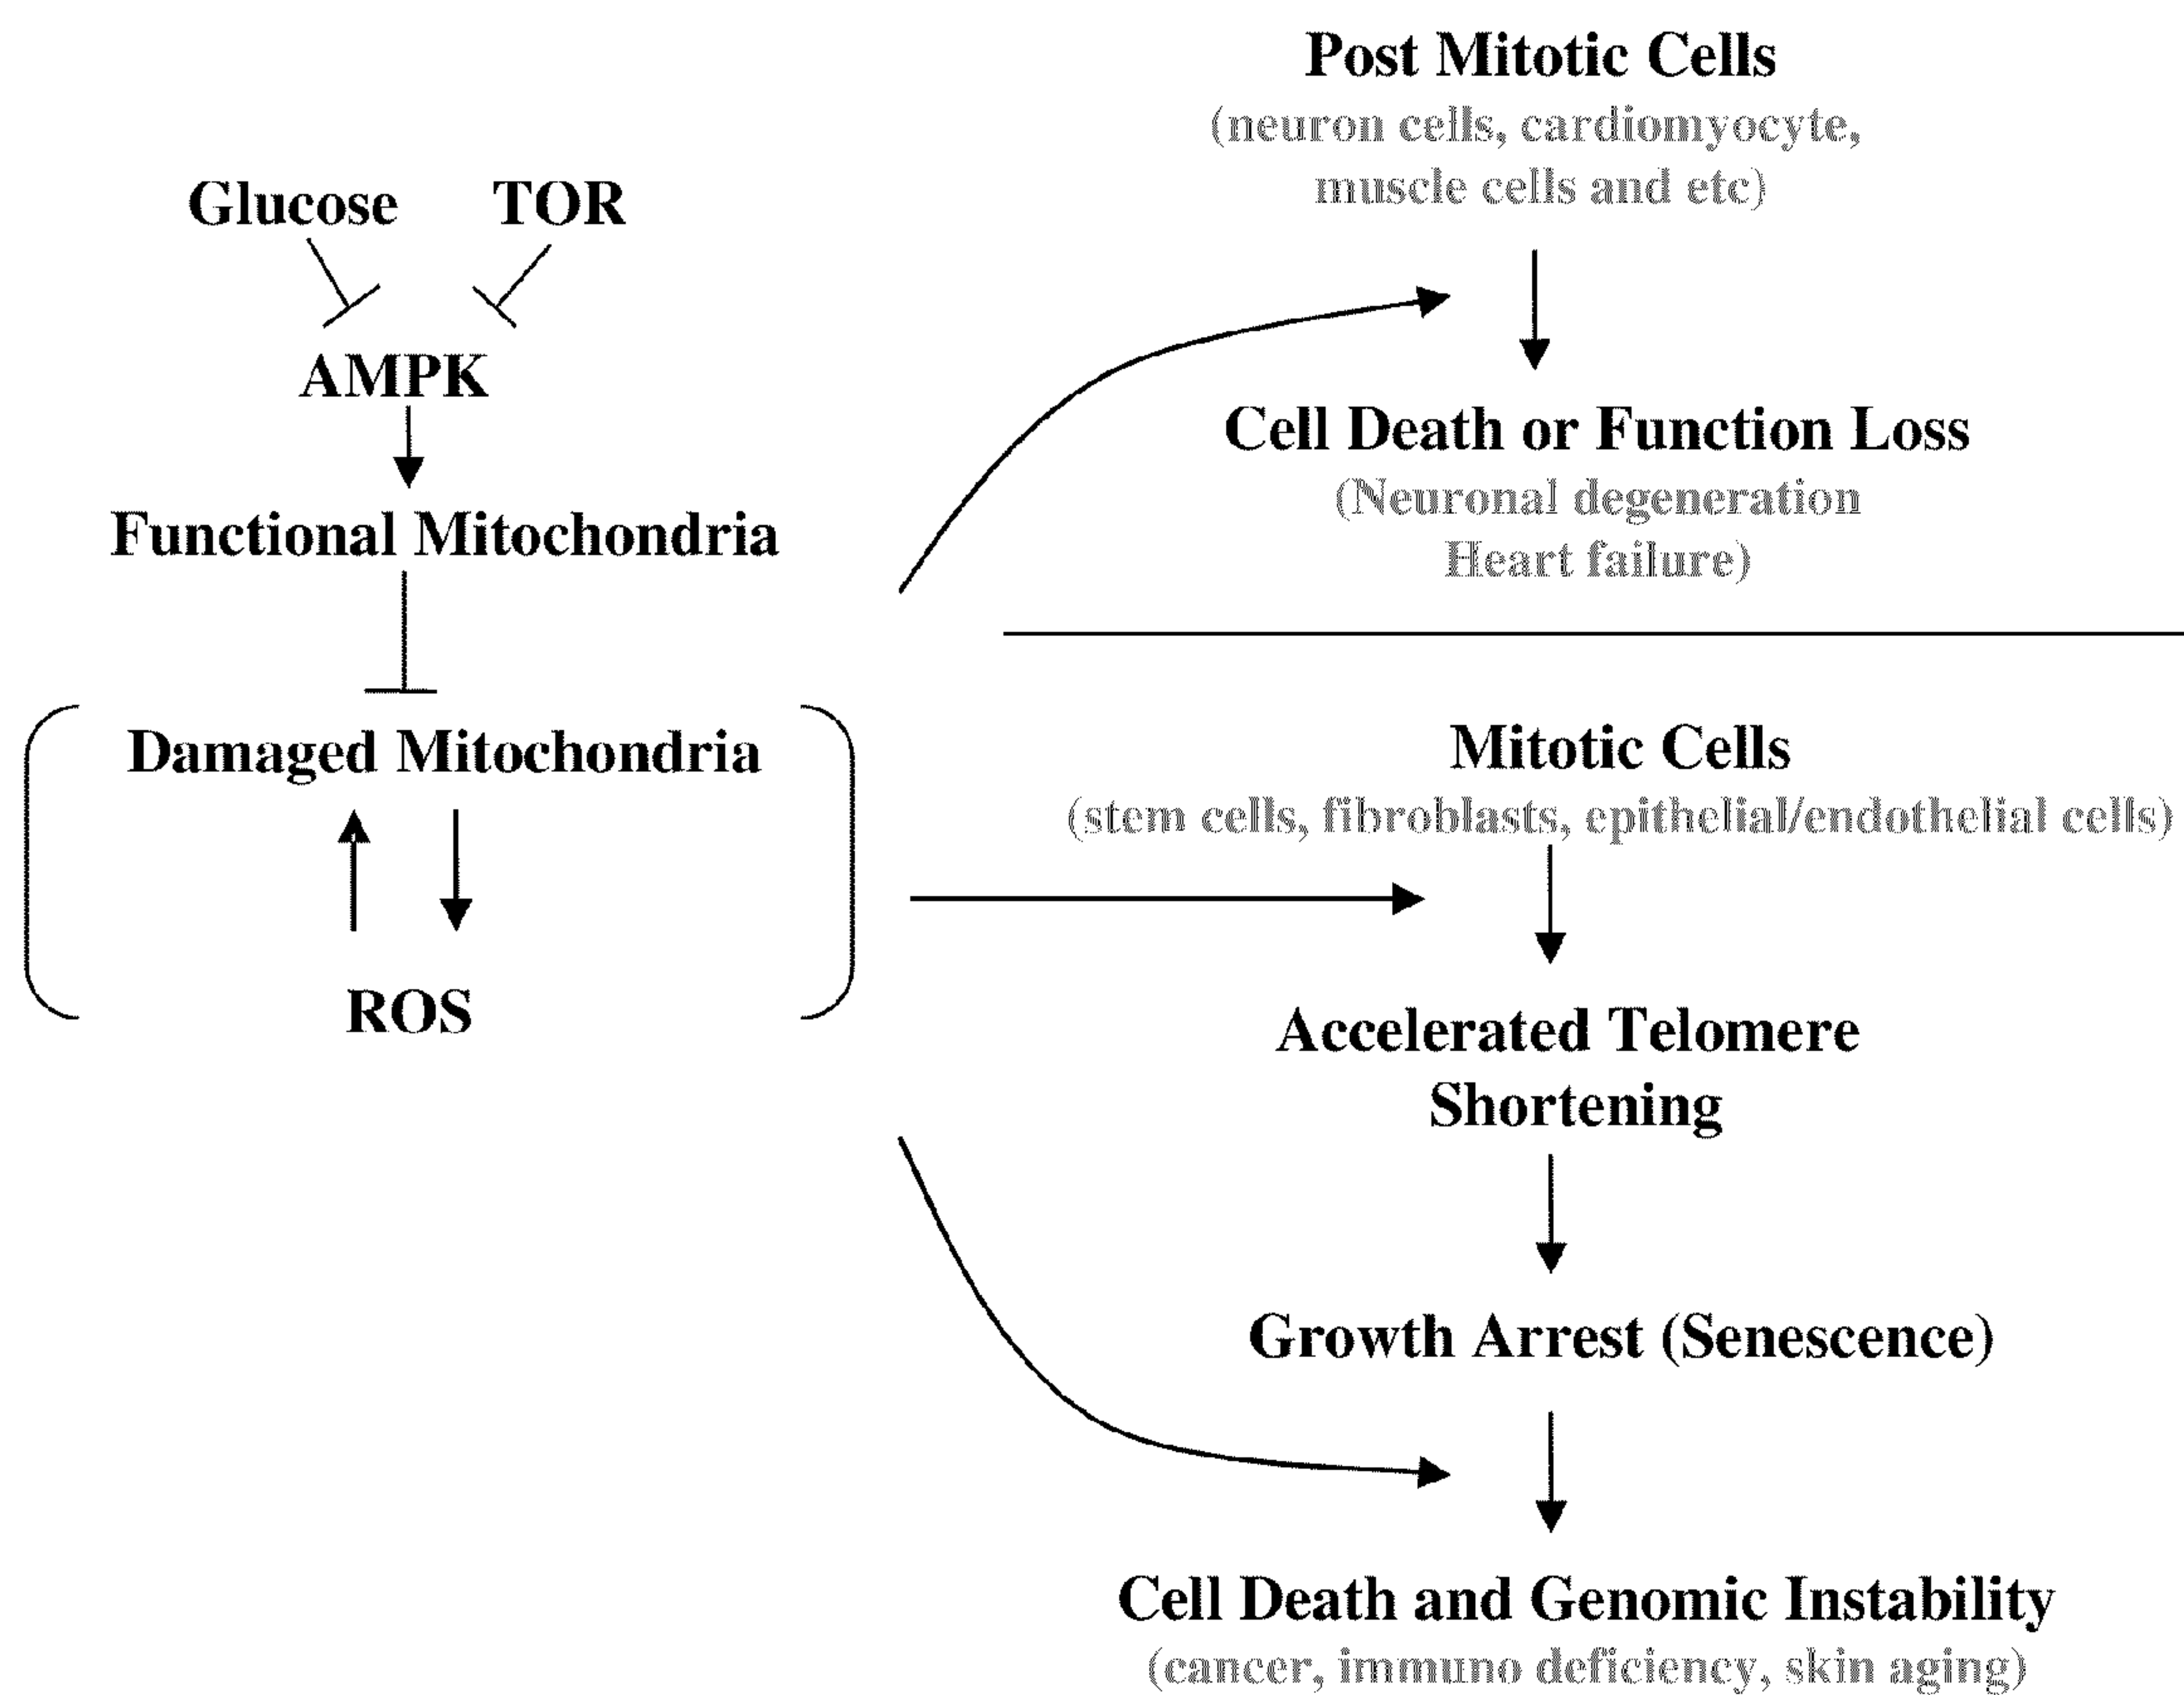 Glucose TOR
AMPK
Functional Mitochondria
Damaged Mitochondria
ROS
Post Mitotic Cells
(neuron cells, cardiomyocyte,
muscle cells and etc)
Cell Death or Function Loss
(Neuronal degeneration
Heart failure)
Mitotic Cells
(stem cells, fibroblasts, epithelial/endothelial cells)
Accelerated Telomere
Shortening
Growth Arrest (Senescence)
Cell Death and Genomic Instability
(cancer, immuno deficiency, skin aging)